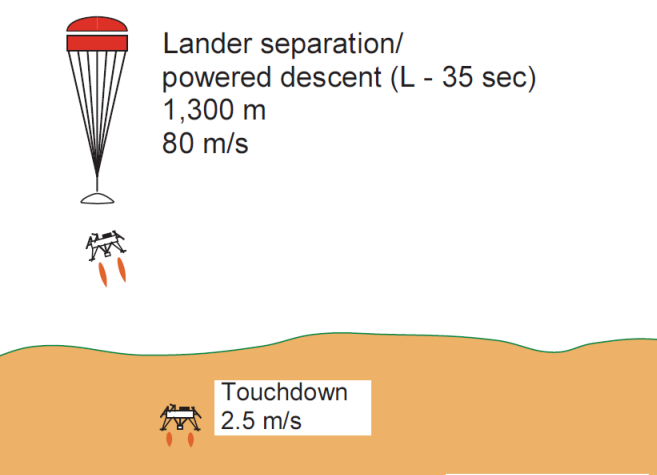 Lander separation/
powered descent (L - 35 sec)
1,300 m
80 m/s
Touchdown
2.5 m/s